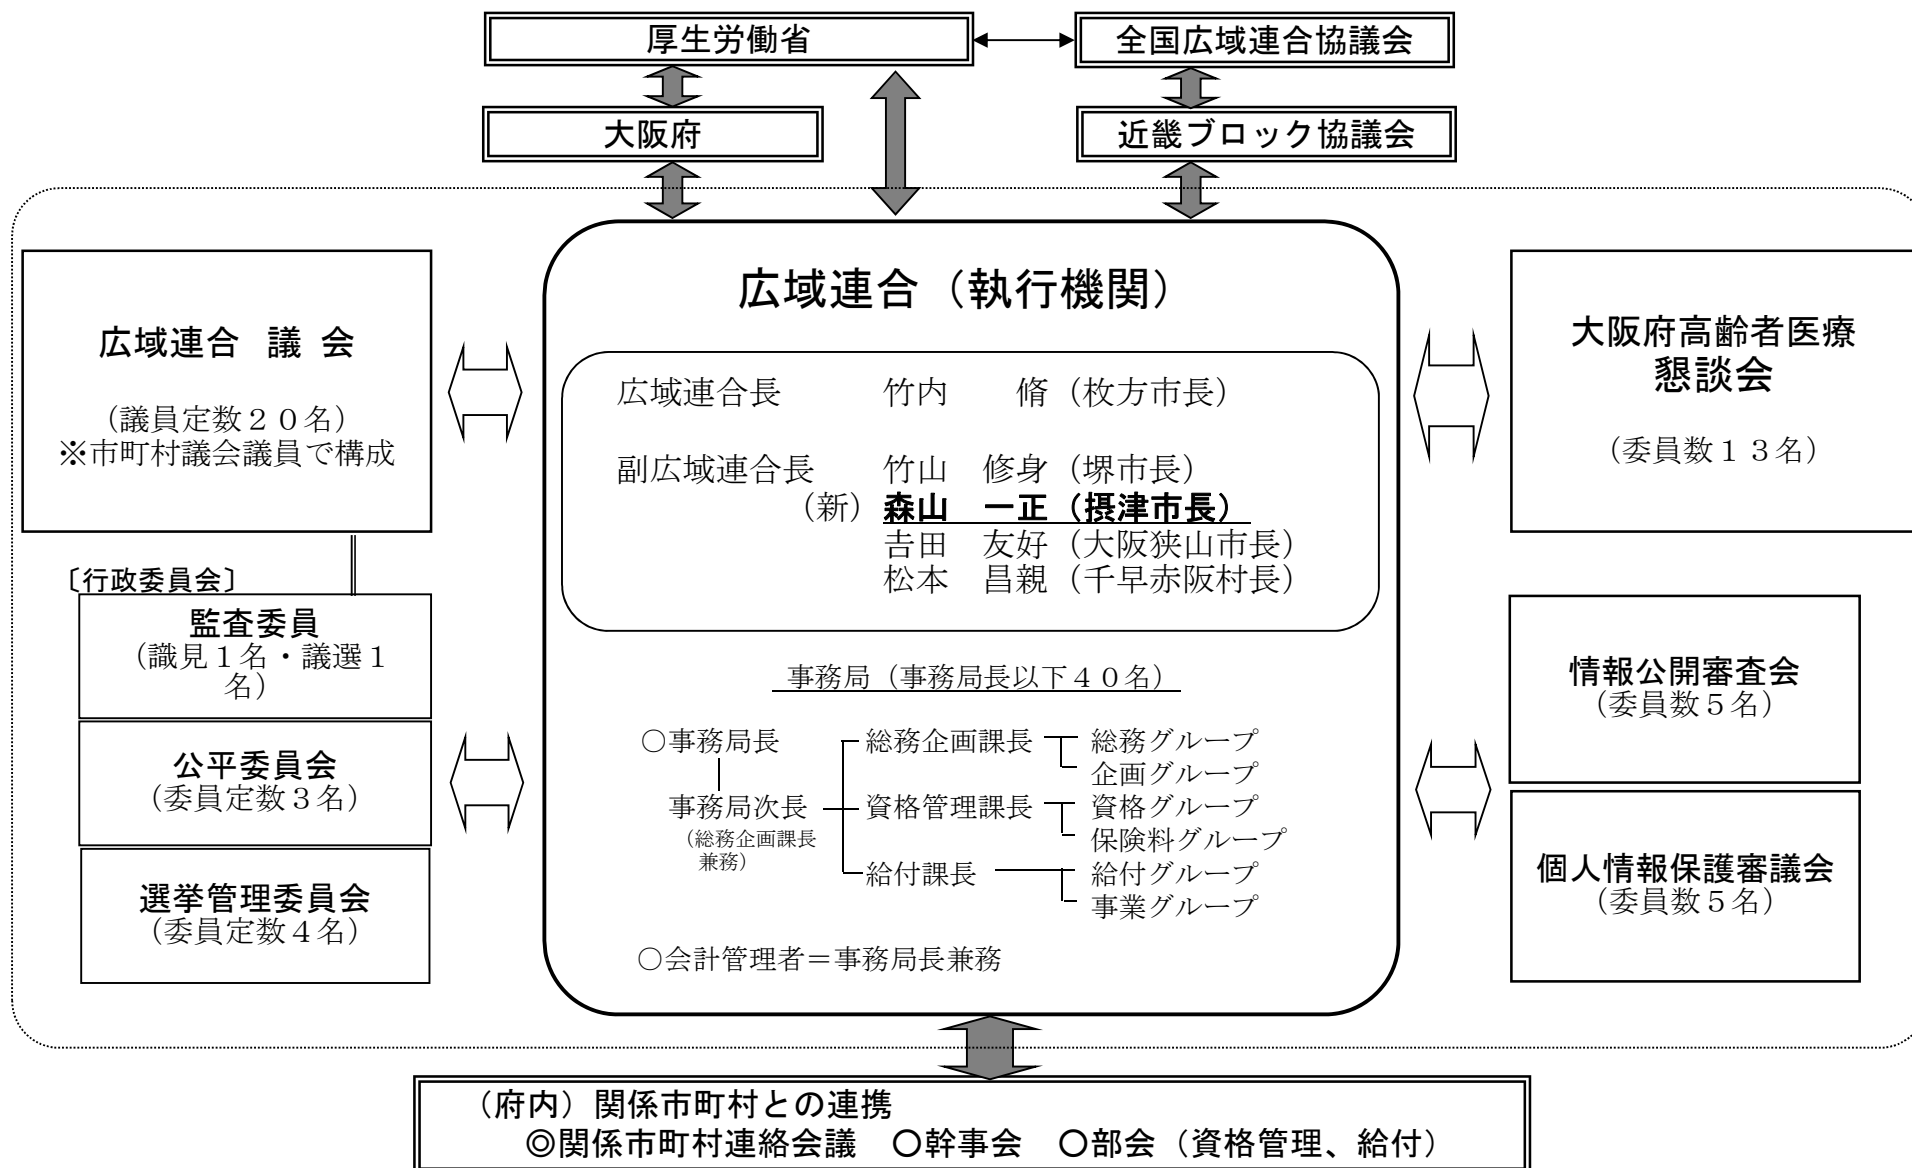 厚生労働省
全国広域連合協議会
大阪府
近畿ブロック協議会
広域連合 議 会
（議員定数２０名）
※市町村議会議員で構成
〔行政委員会〕
監査委員
（識見１名・議選１
名）
公平委員会
（委員定数３名）
選挙管理委員会
（委員定数４名）
広域連合（執行機関）
広域連合長 竹内 脩（枚方市長）
副広域連合長 竹山 修身（堺市長）
（新）森山 一正（摂津市長）
𠮷田 友好（大阪狭山市長）
松本 昌親（千早赤阪村長）
事務局（事務局長以下４０名）
○事務局長 総務企画課長 総務グループ
企画グループ
事務局次長 資格管理課長 資格グループ
（総務企画課長 保険料グループ
兼務）
給付課長 給付グループ
事業グループ
○会計管理者＝事務局長兼務
大阪府高齢者医療
懇談会
（委員数１３名）
情報公開審査会
（委員数５名）
個人情報保護審議会
（委員数５名）
（府内）関係市町村との連携
◎関係市町村連絡会議 ○幹事会 ○部会（資格管理、給付）